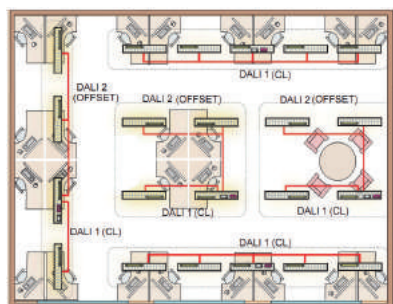 DALI 1 (CL)
DALI 2
(OFFSET)
DALI 2 (OFFSET)
DALI 2 (OFFSET)
DALI 1 (CL)
DALI 1 (CL)
DALI 1 (CL)
DALI 1 (CL)